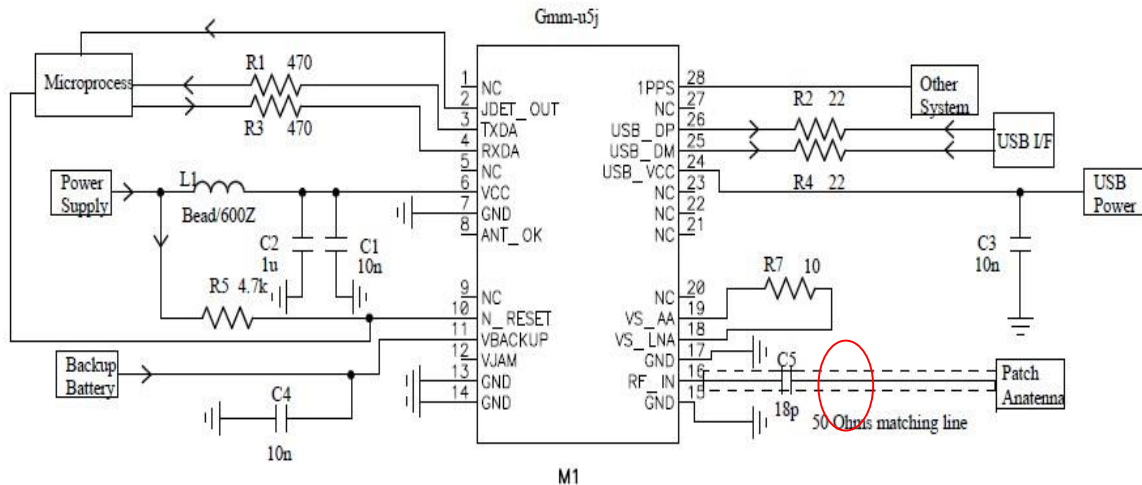 Gmm-u5j
Microprocess
R1 470
R3 470
Power
Supply
L1
Bead/600Z
C2
1u
C1
10n
R5 4.7k
Backup
Battery
C4
10n
1 NC
2 JDET_OUT
3 TXDA
4 RXDA
5 NC
6 VCC
7 GND
8 ANT_OK
9 NC
10 N_RESET
11 VBACKUP
12 VJAM
13 GND
14 GND
1PPS 28
NC 27
USB_DP 26
USB_DM 25
USB_VCC 24
NC 23
NC 22
NC 21
NC 20
VS_AA 19
VS_LNA 18
GND 17
RF_IN 16
GND 15
Other
System
R2 22
USB I/F
R4 22
USB
Power
C3
10n
R7 10
C5
18p
50 Ohms matching line
Patch
Anatenna
M1